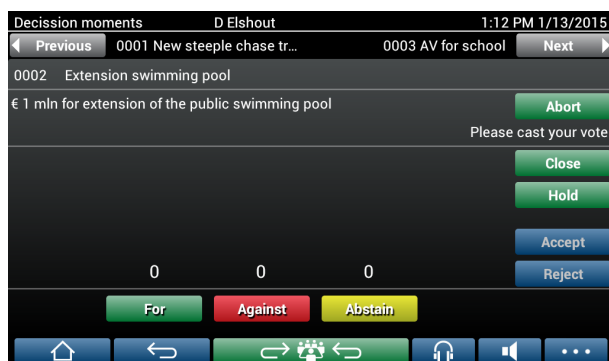 Decission moments D Elshout 1:12 PM 1/13/2015
Previous 0001 New steeple chase tr... 0003 AV for school Next
0002 Extension swimming pool
€ 1 mln for extension of the public swimming pool Abort
Please cast your vote
Close
Hold
Accept
0 0 0 Reject
For Against Abstain